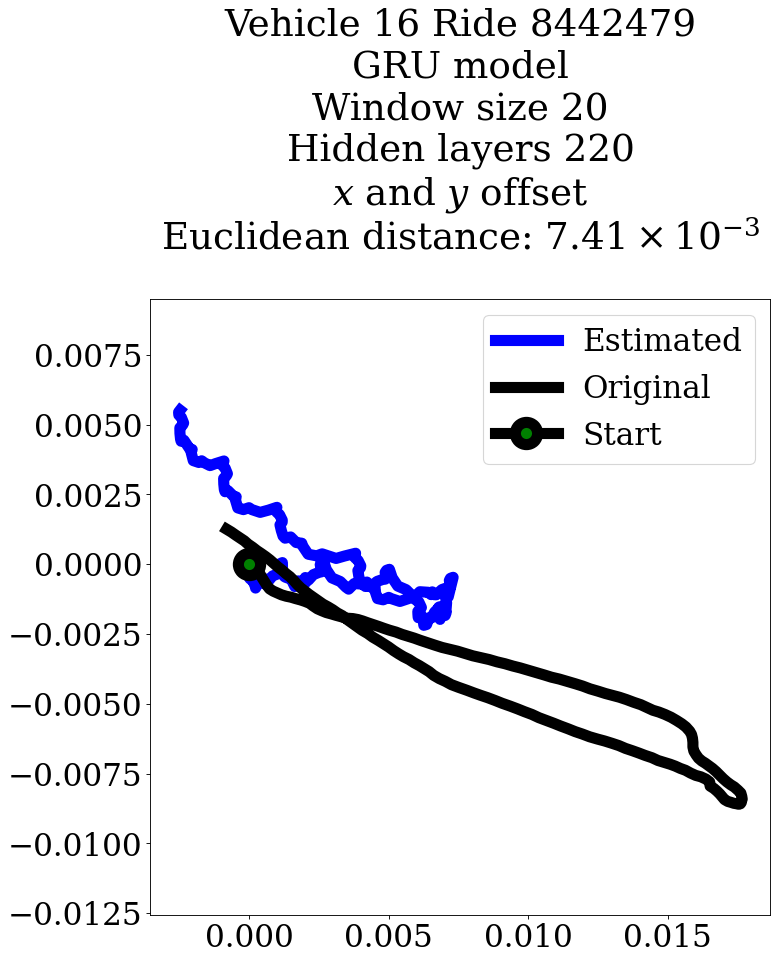 Vehicle 16 Ride 8442479
GRU model
Window size 20
Hidden layers 220
x and y offset
Euclidean distance: 7.41 × 10⁻³
Estimated
Original
Start
0.0075
0.0050
0.0025
0.0000
−0.0025
−0.0050
−0.0075
−0.0100
−0.0125
0.000 0.005 0.010 0.015